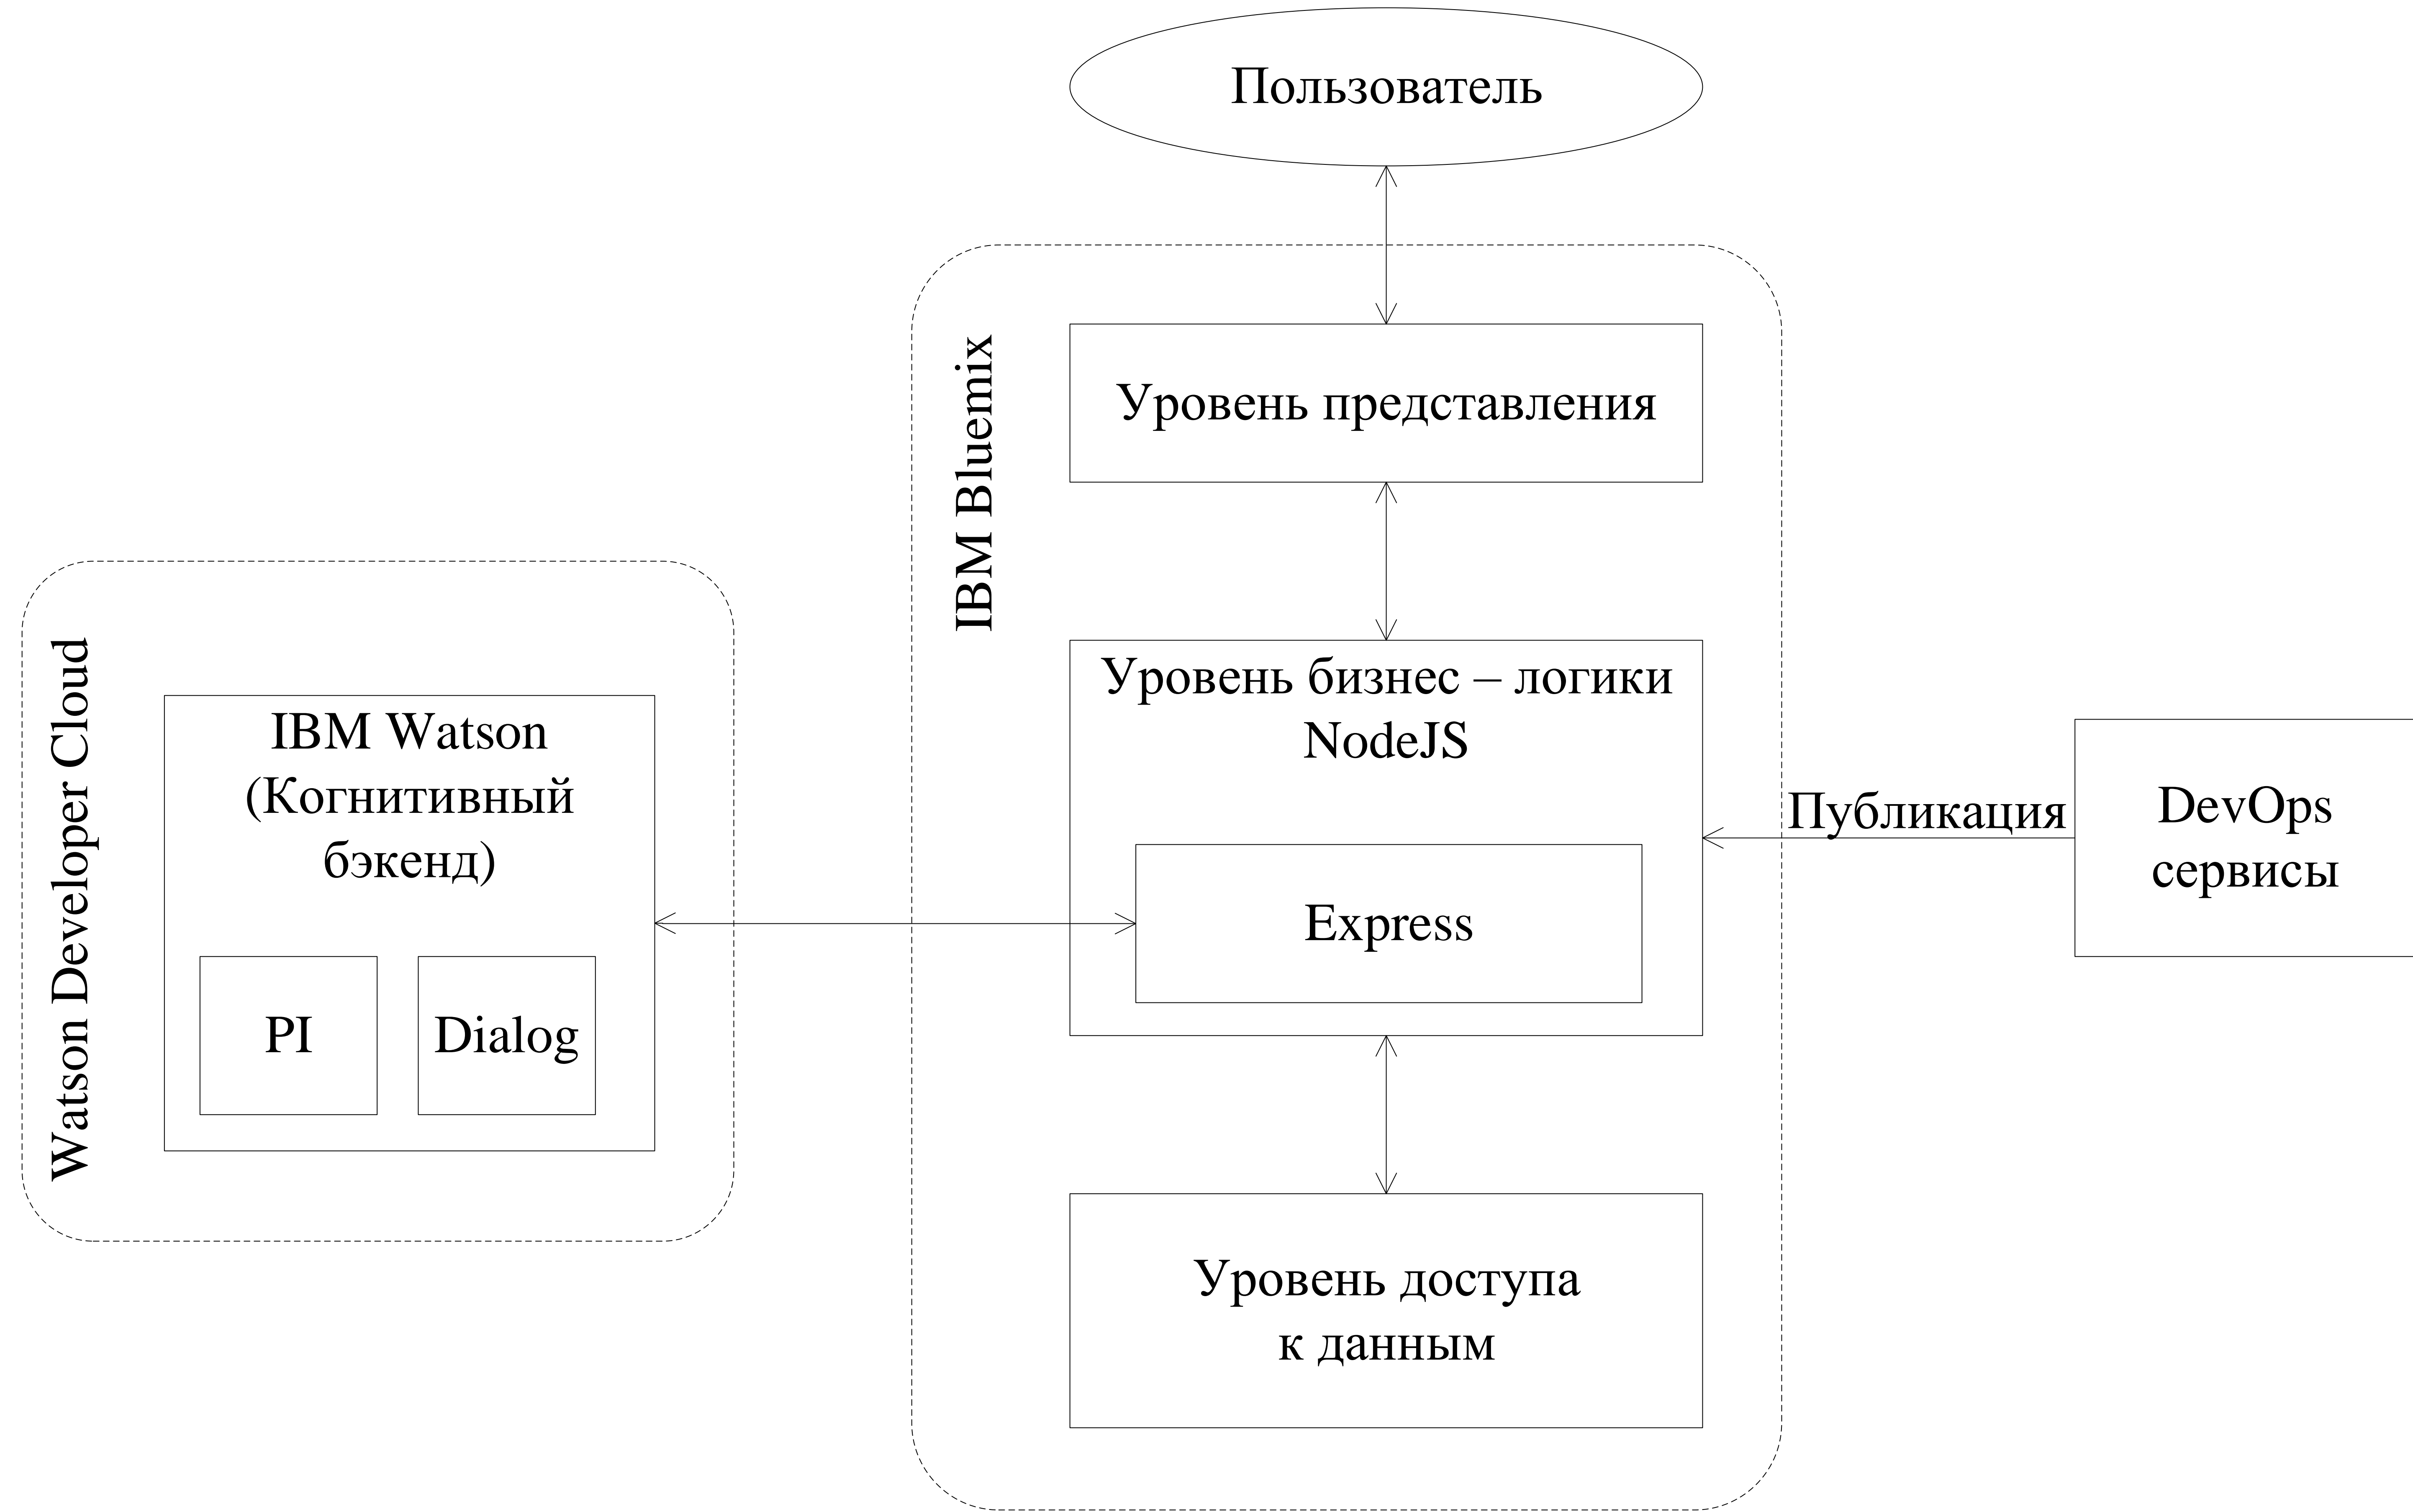 Пользователь
IBM Bluemix
Уровень представления
Уровень бизнес – логики
NodeJS
Express
Уровень доступа
к данным
Watson Developer Cloud
IBM Watson
(Когнитивный
бэкенд)
PI
Dialog
Публикация
DevOps
сервисы